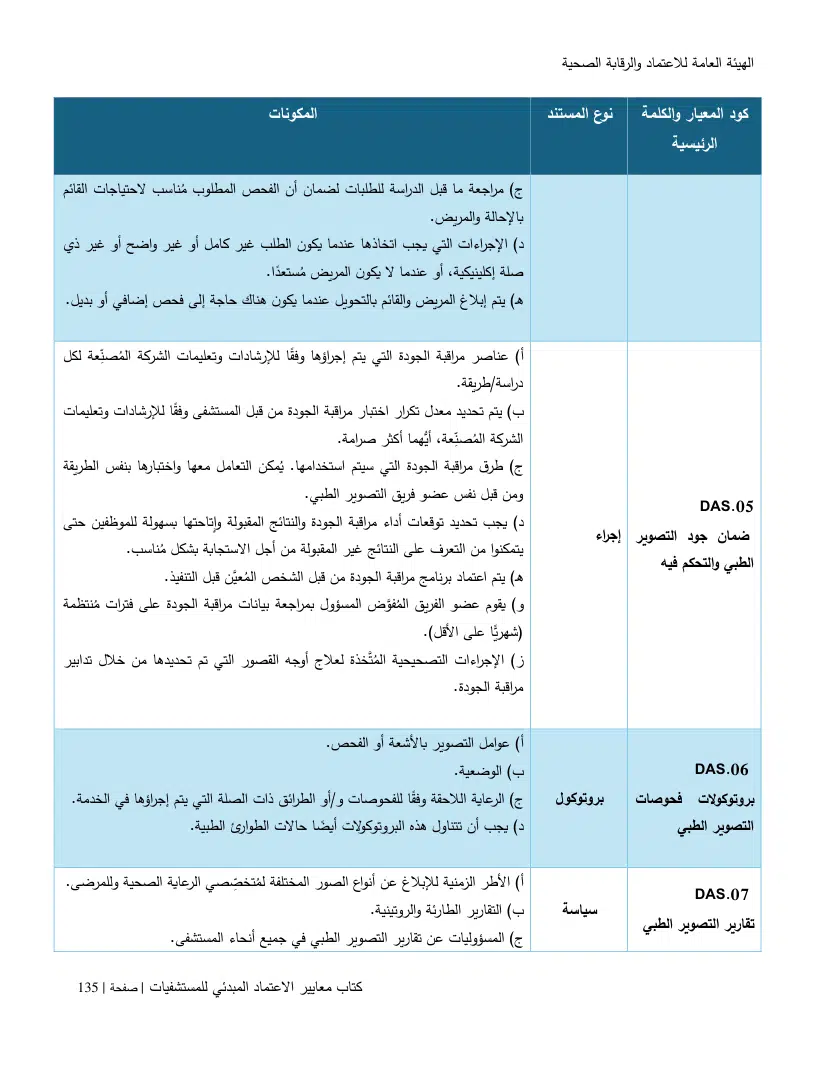 الهيئة العامة للاعتماد والرقابة الصحية
كود المعيار والكلمة الرئيسية
نوع المستند
المكونات
ج) مراجعة ما قبل الدراسة للطلبات لضمان أن الفحص المطلوب مُناسب لاحتياجات القائم
بالإحالة والمريض.
د) الإجراءات التي يجب اتخاذها عندما يكون الطلب غير كامل أو غير واضح أو غير ذي
صلة إكلينيكية، أو عندما لا يكون المريض مُستعدًا.
ه) يتم إبلاغ المريض والقائم بالتحويل عندما يكون هناك حاجة إلى فحص إضافي أو بديل.
DAS.05
ضمان جود التصوير
الطبي والتحكم فيه
إجراء
أ) عناصر مراقبة الجودة التي يتم إجراؤها وفقًا للإرشادات وتعليمات الشركة المُصنِّعة لكل
دراسة/طريقة.
ب) يتم تحديد معدل تكرار اختبار مراقبة الجودة من قبل المستشفى وفقًا للإرشادات وتعليمات
الشركة المُصنِّعة، أيُّهما أكثر صرامة.
ج) طرق مراقبة الجودة التي سيتم استخدامها. يُمكن التعامل معها واختبارها بنفس الطريقة
ومن قبل نفس عضو فريق التصوير الطبي.
د) يجب تحديد توقعات أداء مراقبة الجودة والنتائج المقبولة وإتاحتها بسهولة للموظفين حتى
يتمكنوا من التعرف على النتائج غير المقبولة من أجل الاستجابة بشكل مُناسب.
ه) يتم اعتماد برنامج مراقبة الجودة من قبل الشخص المُعيَّن قبل التنفيذ.
و) يقوم عضو الفريق المُفوَّض المسؤول بمراجعة بيانات مراقبة الجودة على فترات مُنتظمة
(شهريًّا على الأقل).
ز) الإجراءات التصحيحية المُتَّخذة لعلاج أوجه القصور التي تم تحديدها من خلال تدابير
مراقبة الجودة.
DAS.06
بروتوكولات فحوصات
التصوير الطبي
بروتوكول
أ) عوامل التصوير بالأشعة أو الفحص.
ب) الوضعية.
ج) الرعاية اللاحقة وفقًا للفحوصات و/أو الطرائق ذات الصلة التي يتم إجراؤها في الخدمة.
د) يجب أن تتناول هذه البروتوكولات أيضًا حالات الطوارئ الطبية.
DAS.07
تقارير التصوير الطبي
سياسة
أ) الأطر الزمنية للإبلاغ عن أنواع الصور المختلفة لمُتخصِّصي الرعاية الصحية وللمرضى.
ب) التقارير الطارئة والروتينية.
ج) المسؤوليات عن تقارير التصوير الطبي في جميع أنحاء المستشفى.
كتاب معايير الاعتماد المبدئي للمستشفيات | صفحة | 135